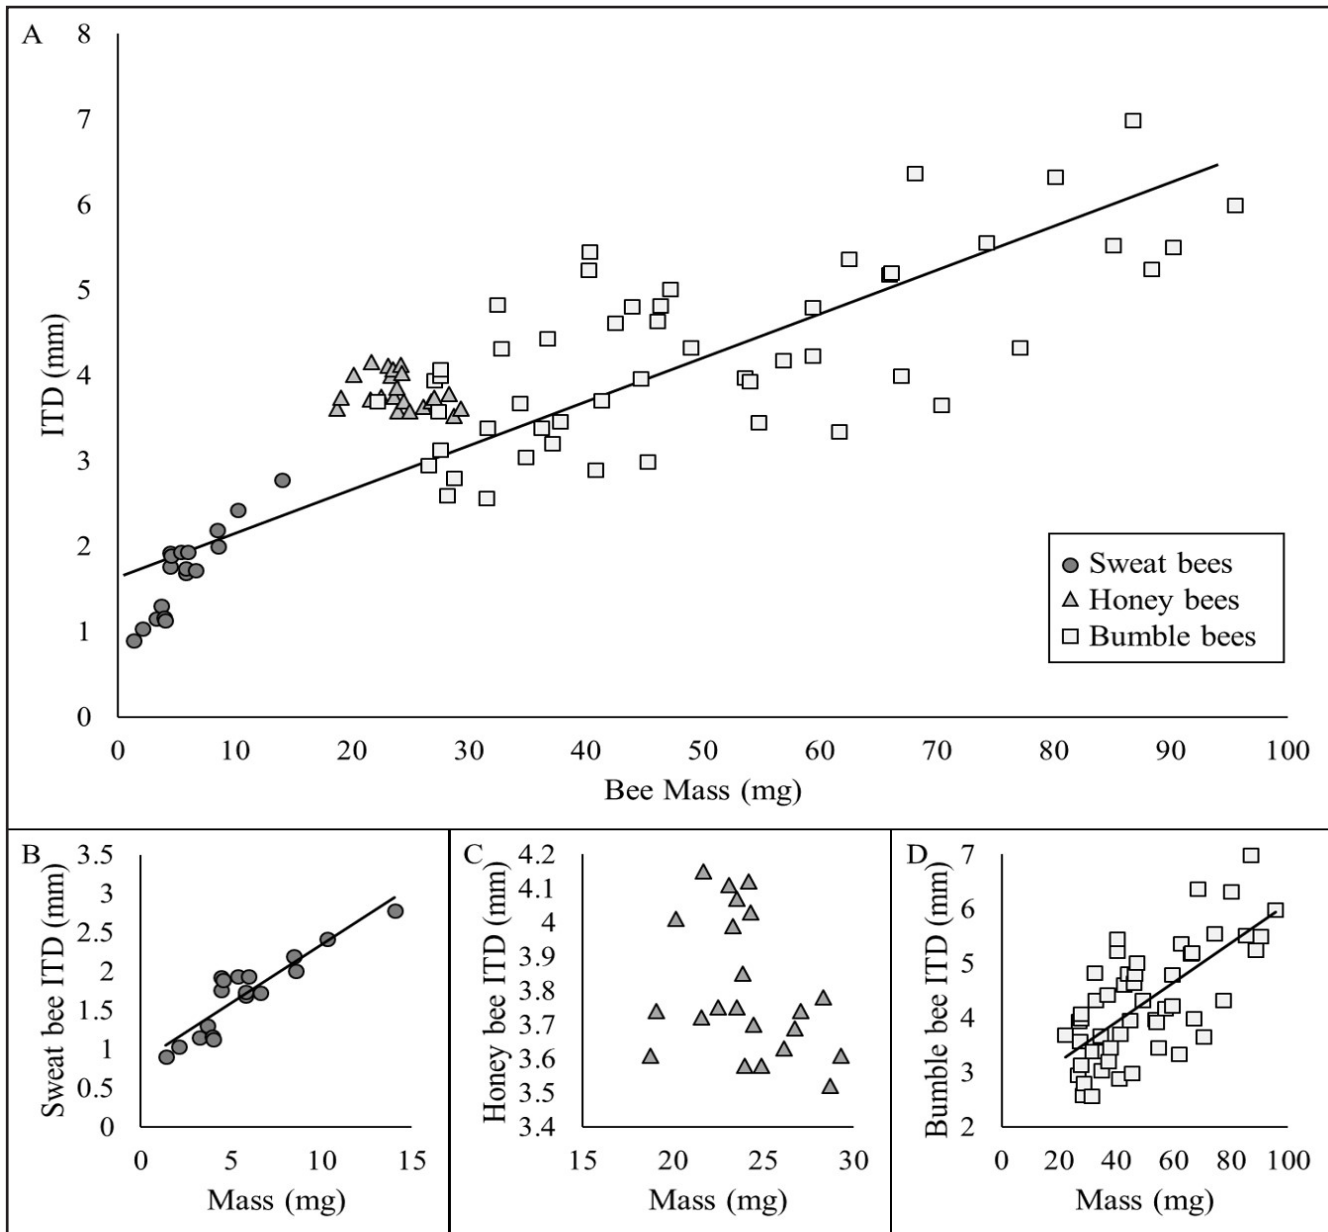 A
8
7
6
5
4
3
2
1
0
ITD (mm)
0 10 20 30 40 50 60 70 80 90 100
Bee Mass (mg)
Sweat bees
Honey bees
Bumble bees
B
3.5
3
2.5
2
1.5
1
0.5
0
Sweat bee ITD (mm)
0 5 10 15
Mass (mg)
C
4.2
4.1
4
3.9
3.8
3.7
3.6
3.5
3.4
Honey bee ITD (mm)
15 20 25 30
Mass (mg)
D
7
6
5
4
3
2
Bumble bee ITD (mm)
0 20 40 60 80 100
Mass (mg)